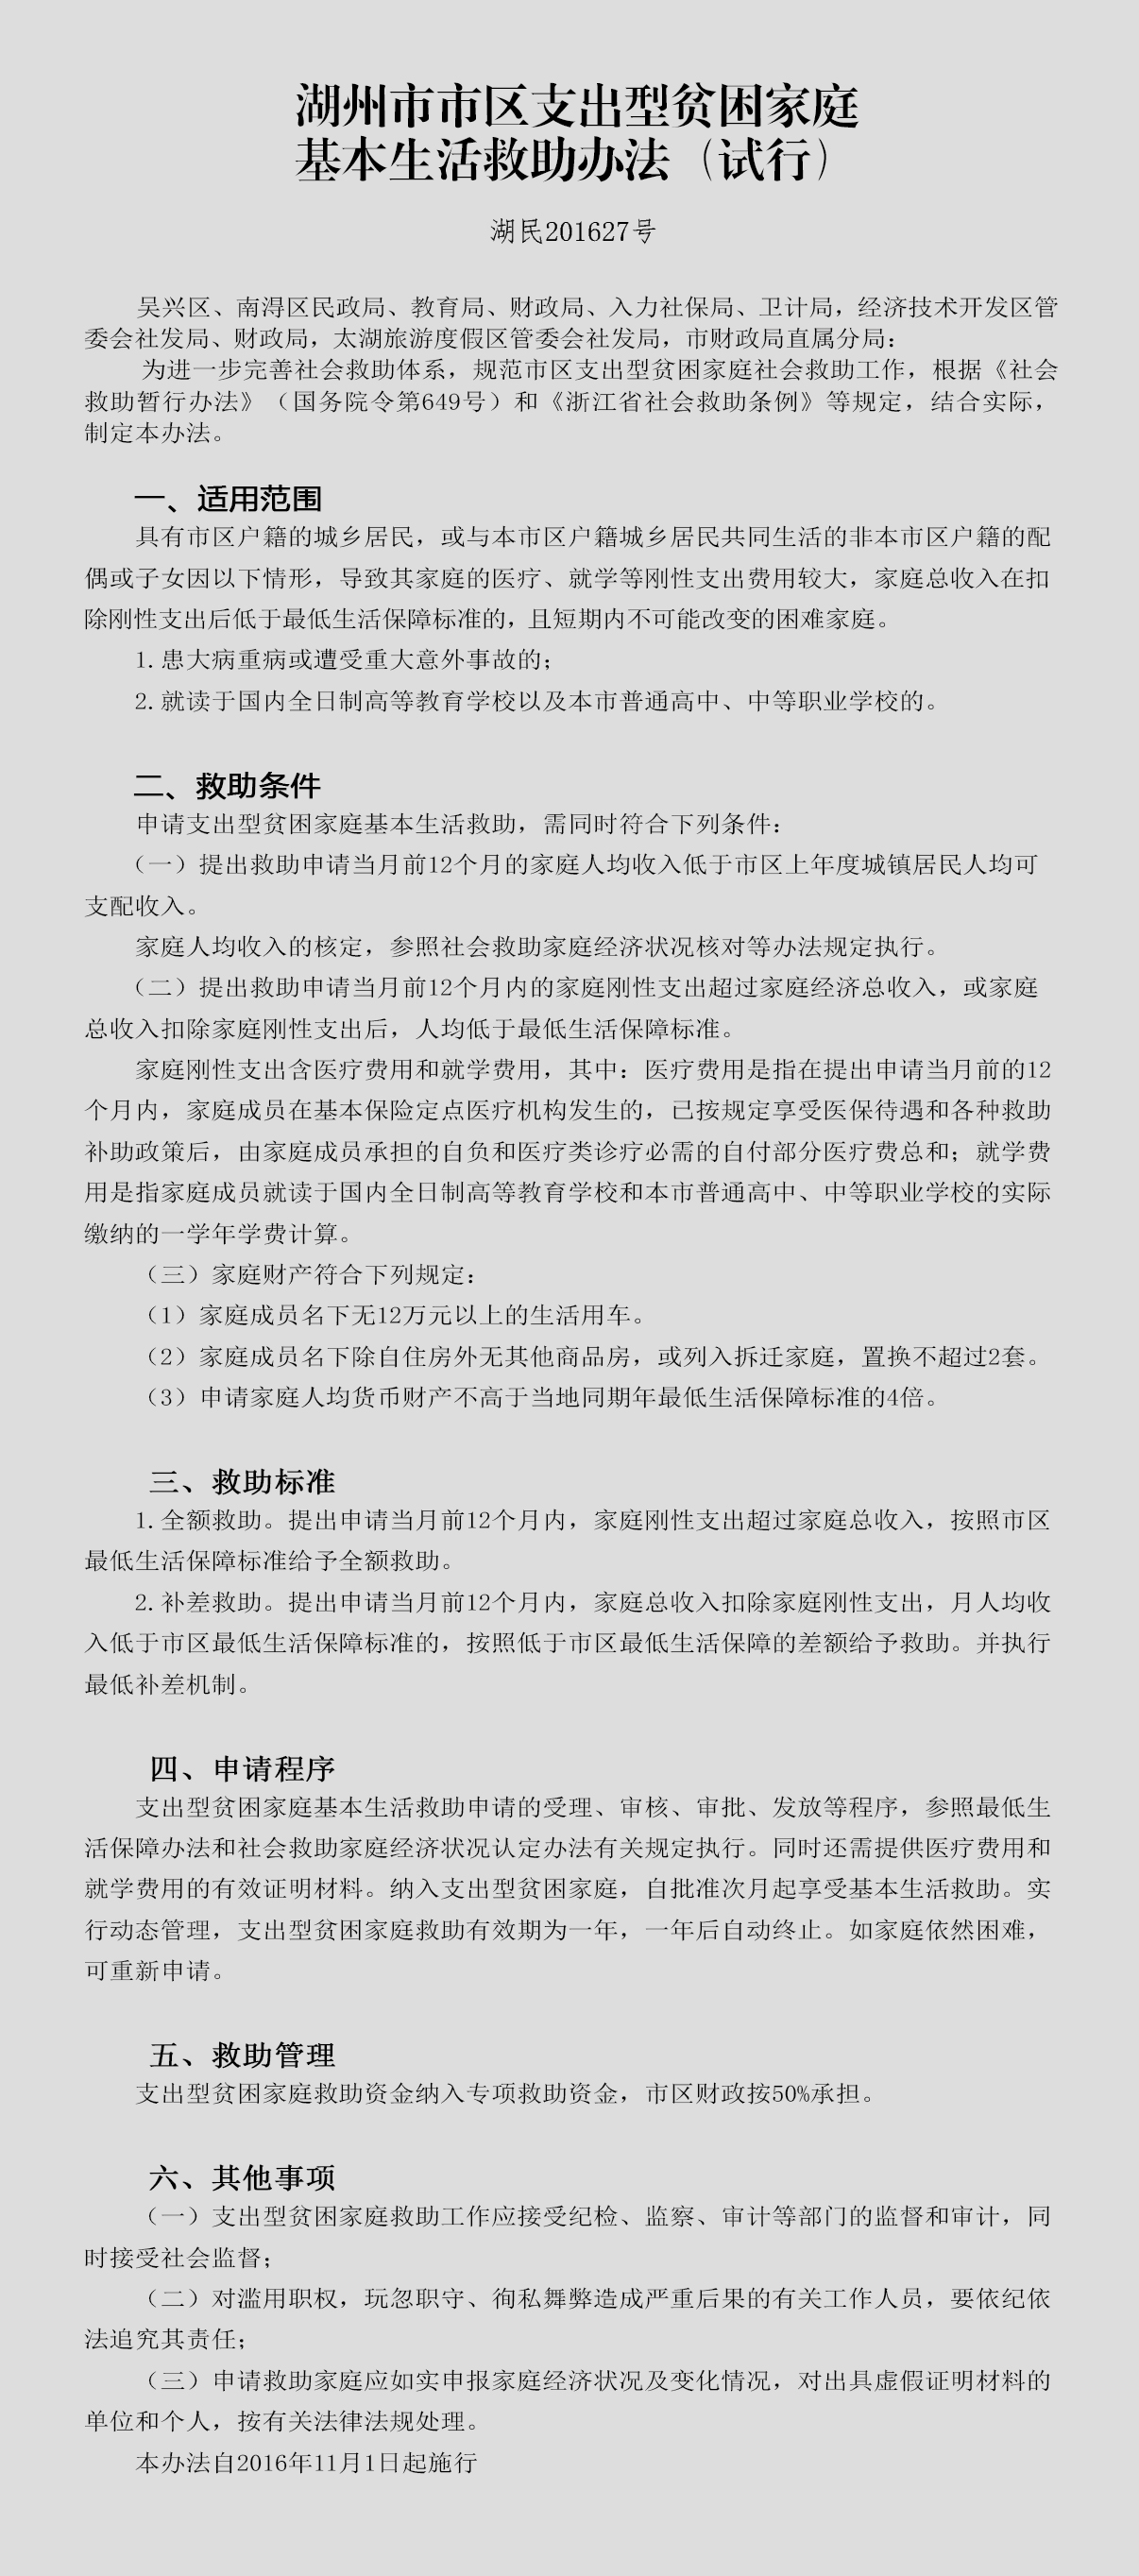 湖州市市区支出型贫困家庭
基本生活救助办法（试行）
湖民201627号
吴兴区、南浔区民政局、教育局、财政局、人力社保局、卫计局，经济技术开发区管
委会社发局、财政局，太湖旅游度假区管委会社发局，市财政局直属分局：
为进一步完善社会救助体系，规范市区支出型贫困家庭社会救助工作，根据《社会
救助暂行办法》（国务院令第649号）和《浙江省社会救助条例》等规定，结合实际，
制定本办法。
一、适用范围
具有市区户籍的城乡居民，或与本市区户籍城乡居民共同生活的非本市区户籍的配
偶或子女因以下情形，导致其家庭的医疗、就学等刚性支出费用较大，家庭总收入在扣
除刚性支出后低于最低生活保障标准的，且短期内不可能改变的困难家庭。
1.患大病重病或遭受重大意外事故的；
2.就读于国内全日制高等教育学校以及本市普通高中、中等职业学校的。
二、救助条件
申请支出型贫困家庭基本生活救助，需同时符合下列条件：
（一）提出救助申请当月前12个月的家庭人均收入低于市区上年度城镇居民人均可
支配收入。
家庭人均收入的核定，参照社会救助家庭经济状况核对等办法规定执行。
（二）提出救助申请当月前12个月内的家庭刚性支出超过家庭经济总收入，或家庭
总收入扣除家庭刚性支出后，人均低于最低生活保障标准。
家庭刚性支出含医疗费用和就学费用，其中：医疗费用是指在提出申请当月前的12
个月内，家庭成员在基本保险定点医疗机构发生的，已按规定享受医保待遇和各种救助
补助政策后，由家庭成员承担的自负和医疗类诊疗必需的自付部分医疗费总和；就学费
用是指家庭成员就读于国内全日制高等教育学校和本市普通高中、中等职业学校的实际
缴纳的一学年学费计算。
（三）家庭财产符合下列规定：
（1）家庭成员名下无12万元以上的生活用车。
（2）家庭成员名下除自住房外无其他商品房，或列入拆迁家庭，置换不超过2套。
（3）申请家庭人均货币财产不高于当地同期年最低生活保障标准的4倍。
三、救助标准
1.全额救助。提出申请当月前12个月内，家庭刚性支出超过家庭总收入，按照市区
最低生活保障标准给予全额救助。
2.补差救助。提出申请当月前12个月内，家庭总收入扣除家庭刚性支出，月人均收
入低于市区最低生活保障标准的，按照低于市区最低生活保障的差额给予救助。并执行
最低补差机制。
四、申请程序
支出型贫困家庭基本生活救助申请的受理、审核、审批、发放等程序，参照最低生
活保障办法和社会救助家庭经济状况认定办法有关规定执行。同时还需提供医疗费用和
就学费用的有效证明材料。纳入支出型贫困家庭，自批准次月起享受基本生活救助。实
行动态管理，支出型贫困家庭救助有效期为一年，一年后自动终止。如家庭依然困难，
可重新申请。
五、救助管理
支出型贫困家庭救助资金纳入专项救助资金，市区财政按50%承担。
六、其他事项
（一）支出型贫困家庭救助工作应接受纪检、监察、审计等部门的监督和审计，同
时接受社会监督；
（二）对滥用职权，玩忽职守、徇私舞弊造成严重后果的有关工作人员，要依纪依
法追究其责任；
（三）申请救助家庭应如实申报家庭经济状况及变化情况，对出具虚假证明材料的
单位和个人，按有关法律法规处理。
本办法自2016年11月1日起施行